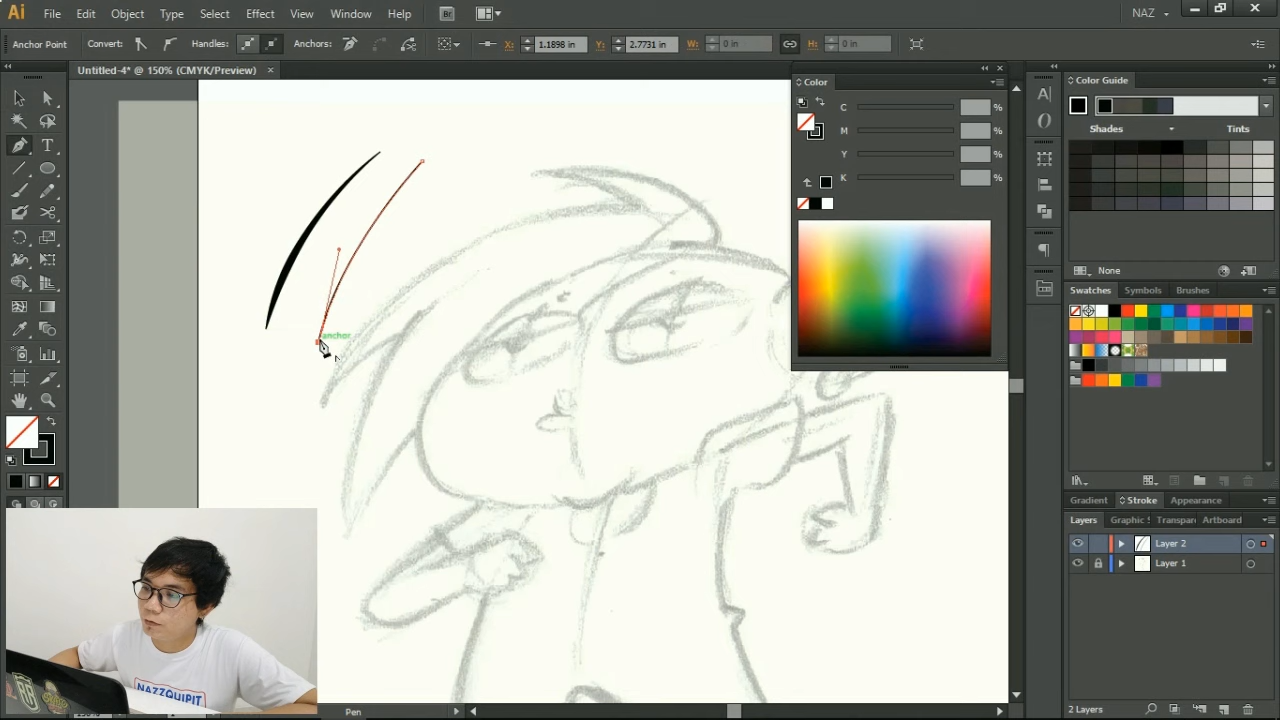 Ai File Edit Object Type Select Effect View Window Help Br NAZ
Anchor Point Convert: Handles: Anchors: X: 1.1898 in Y: 2.7731 in W: 0 in H: 0 in
Untitled-4* @ 150% (CMYK/Preview)
Color
C %
M %
Y %
K %
Color Guide
Shades Tints
None
Swatches Symbols Brushes
anchor
Gradient Stroke Appearance
Layers Graphic Transpar Artboard
Layer 2
Layer 1
2 Layers
Pen
NAZZQUIPIT